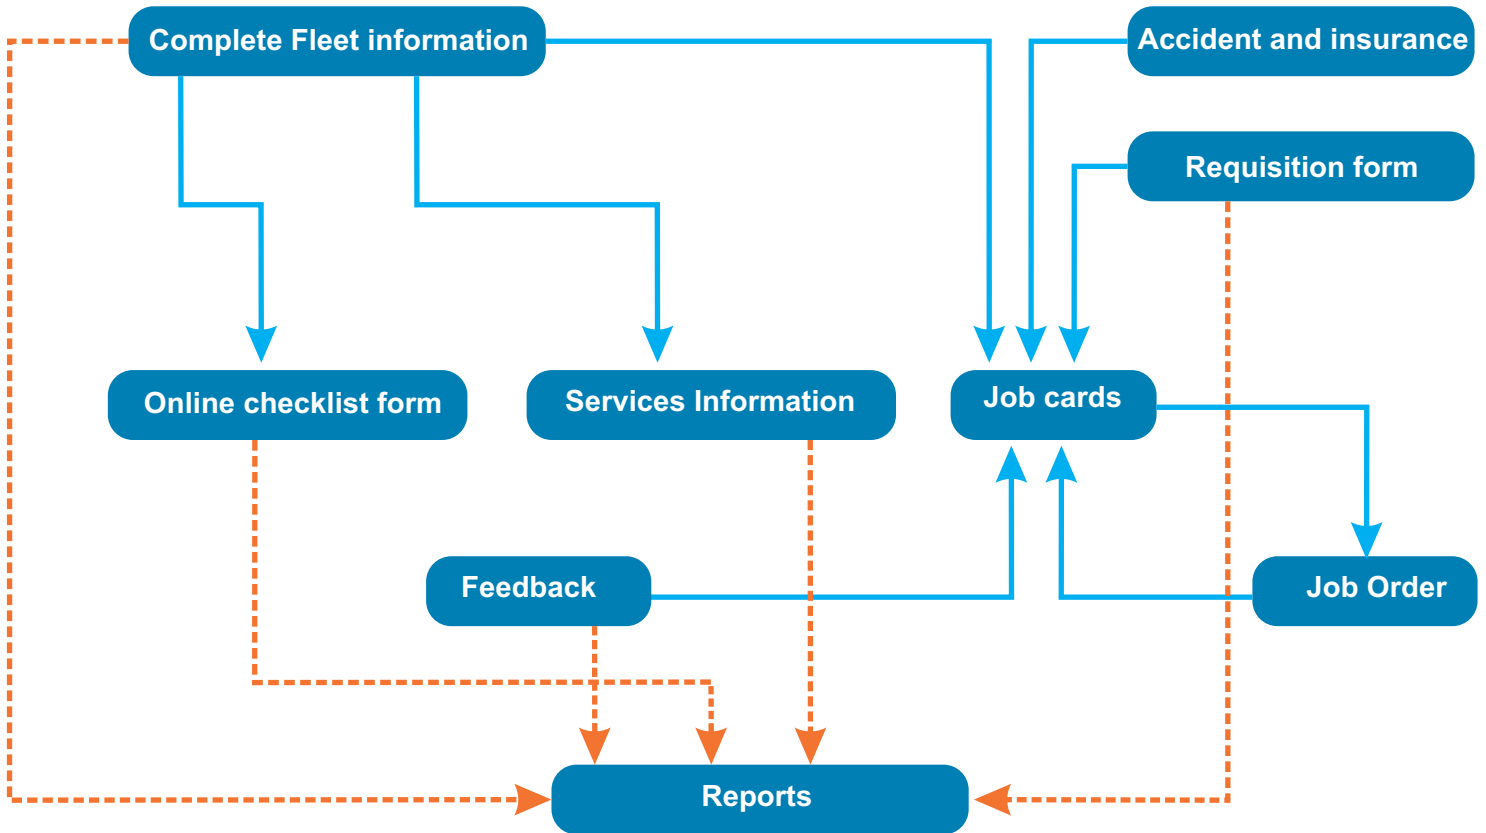 Complete Fleet information
Accident and insurance
Requisition form
Online checklist form
Services Information
Job cards
Feedback
Job Order
Reports